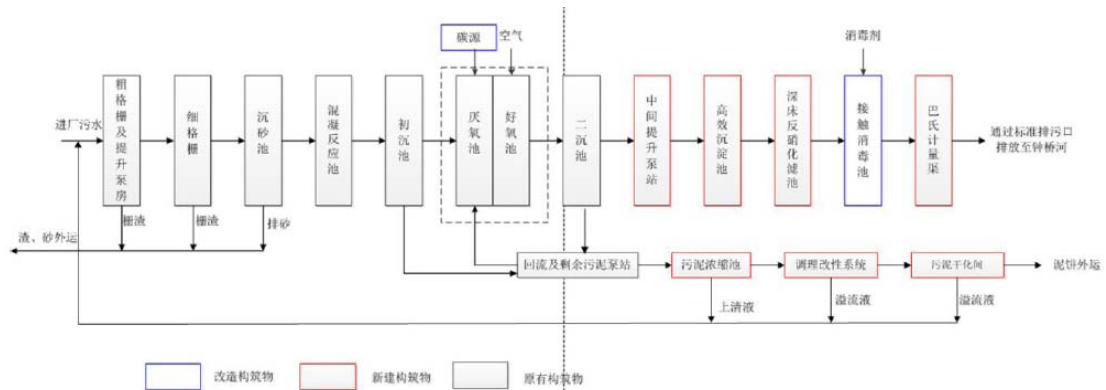 碳源
空气
消毒剂
进厂污水
粗格栅及提升泵房
细格栅
沉砂池
混凝反应池
初沉池
厌氧池
好氧池
二沉池
中间提升泵站
高效沉淀池
深床反硝化滤池
接触消毒池
巴氏计量渠
通过标准排污口
排放至钟桥河
栅渣
栅渣
排砂
渣、砂外运
回流及剩余污泥泵站
污泥浓缩池
调理改性系统
污泥干化间
泥饼外运
上清液
溢流液
溢流液
改造构筑物
新建构筑物
原有构筑物